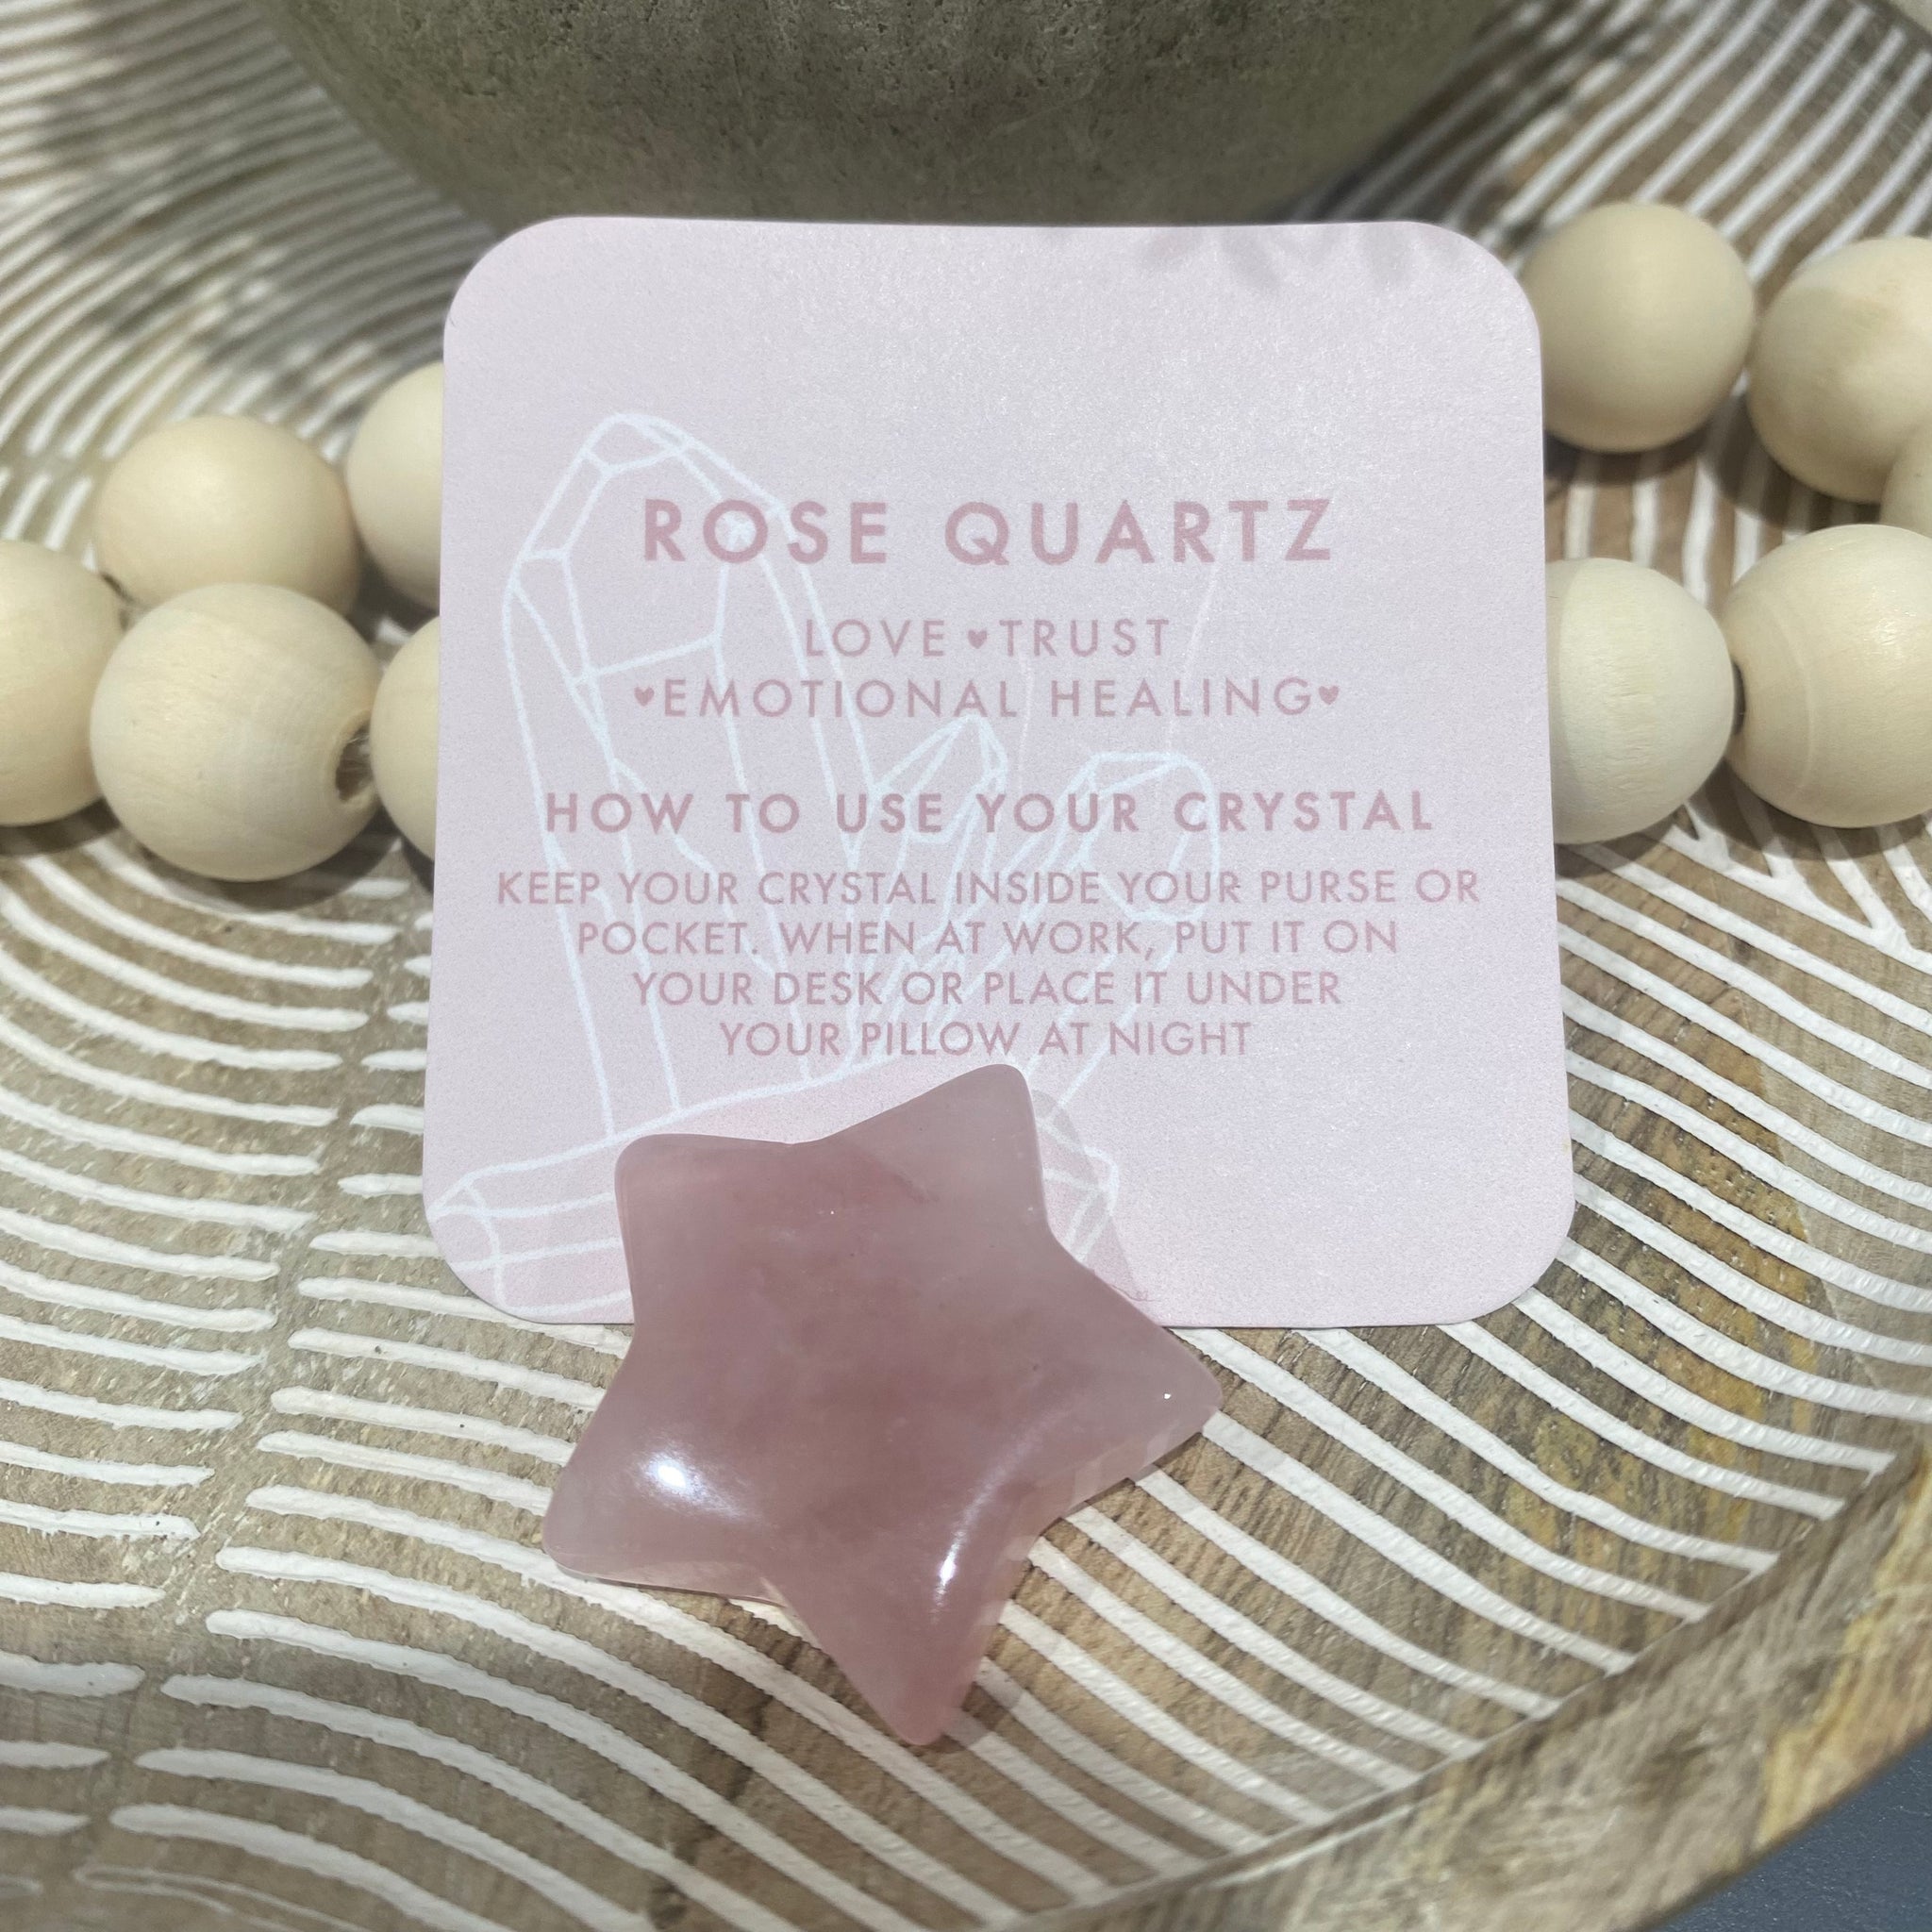 ROSE QUARTZ
LOVE ♥ TRUST
♥EMOTIONAL HEALING♥
HOW TO USE YOUR CRYSTAL
KEEP YOUR CRYSTAL INSIDE YOUR PURSE OR
POCKET. WHEN AT WORK, PUT IT ON
YOUR DESK OR PLACE IT UNDER
YOUR PILLOW AT NIGHT